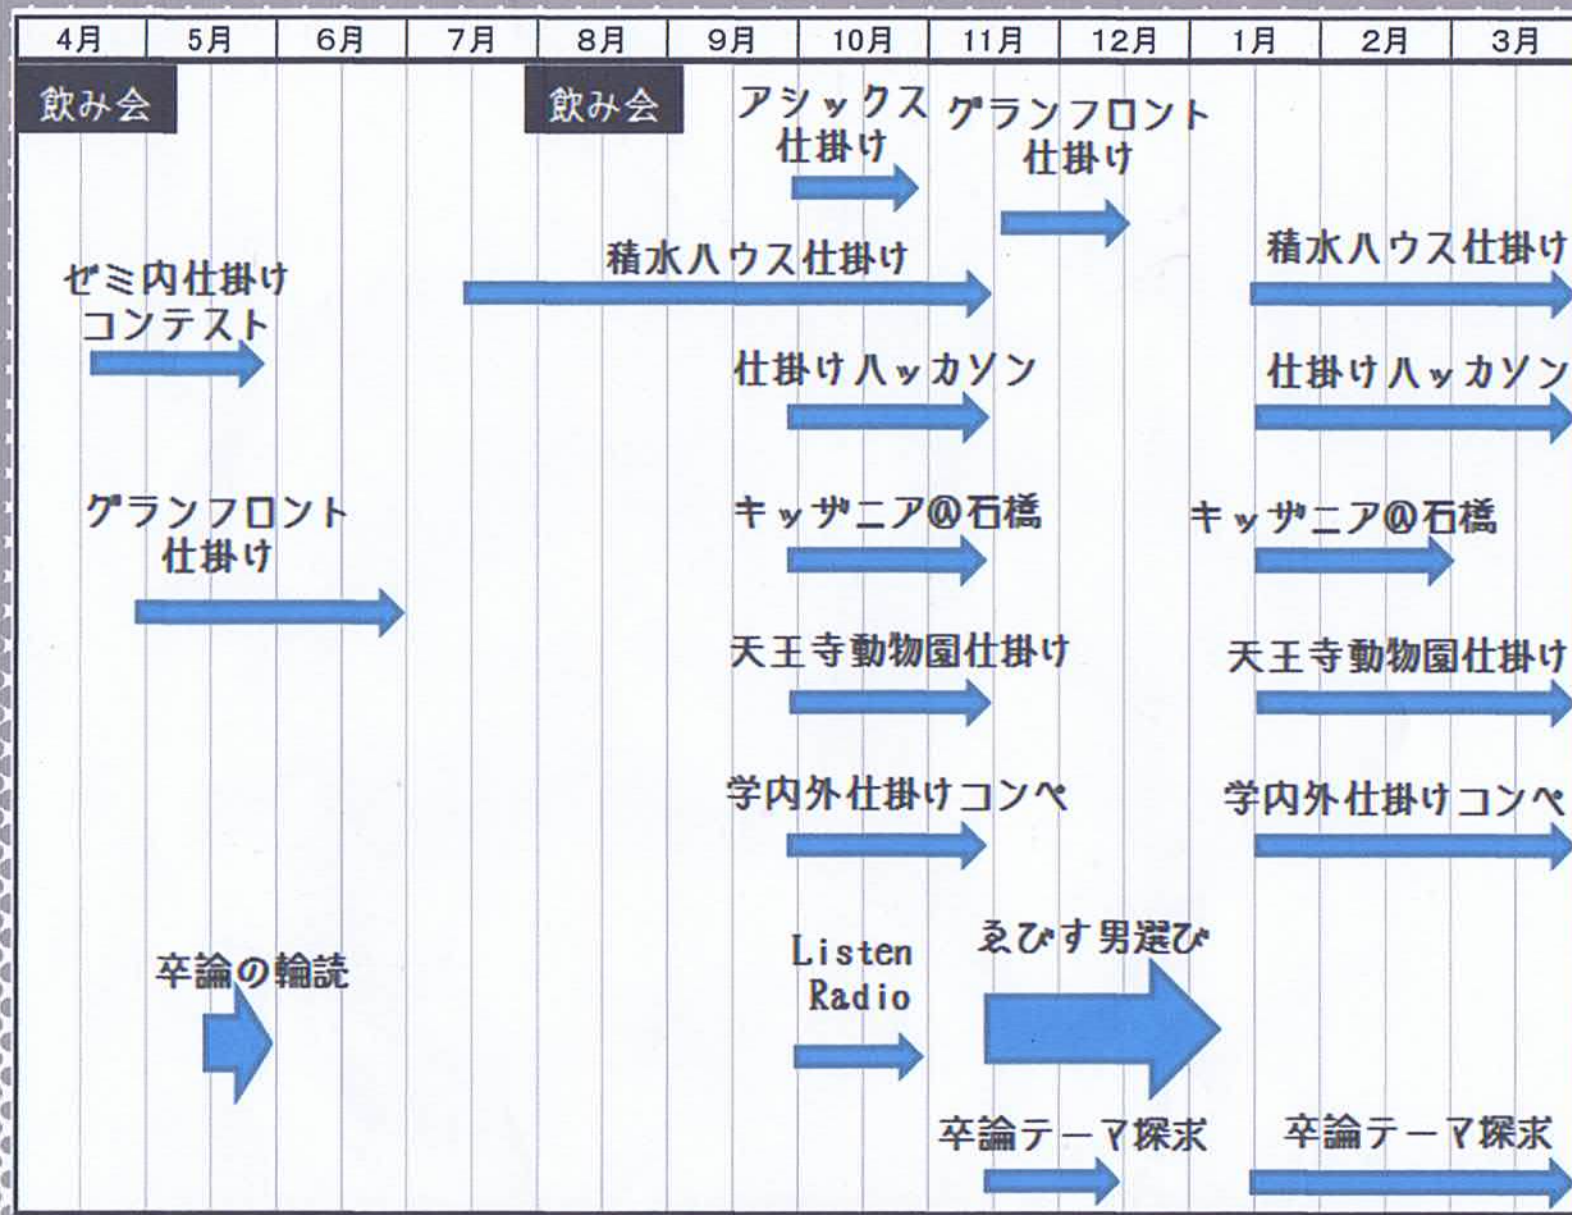 4月 5月 6月 7月 8月 9月 10月 11月 12月 1月 2月 3月
飲み会
飲み会
アシックス
仕掛け
グランフロント
仕掛け
積水ハウス仕掛け
積水ハウス仕掛け
ゼミ内仕掛け
コンテスト
仕掛けハッカソン
仕掛けハッカソン
グランフロント
仕掛け
キッザニア@石橋
キッザニア@石橋
天王寺動物園仕掛け
天王寺動物園仕掛け
学内外仕掛けコンペ
学内外仕掛けコンペ
卒論の輪読
Listen
Radio
ゑびす男選び
卒論テーマ探求
卒論テーマ探求